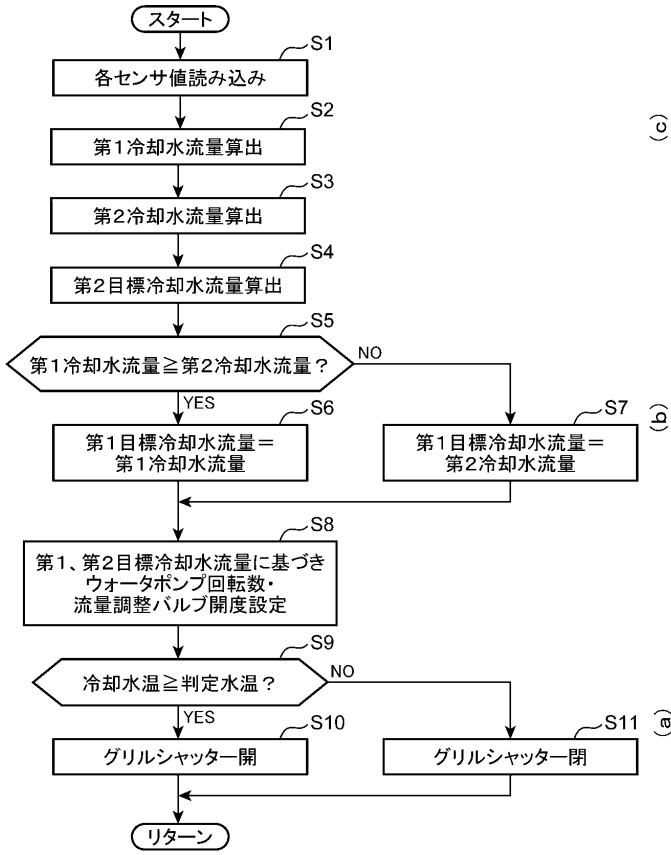 スタート
S1
各センサ値読み込み
S2
第1冷却水流量算出
(c)
S3
第2冷却水流量算出
S4
第2目標冷却水流量算出
S5
第1冷却水流量≧第2冷却水流量？
NO
YES
S6
第1目標冷却水流量＝
第1冷却水流量
S7
第1目標冷却水流量＝
第2冷却水流量
(b)
S8
第1、第2目標冷却水流量に基づき
ウォータポンプ回転数・
流量調整バルブ開度設定
S9
冷却水温≧判定水温？
NO
YES
S10
グリルシャッター開
S11
グリルシャッター閉
(a)
リターン